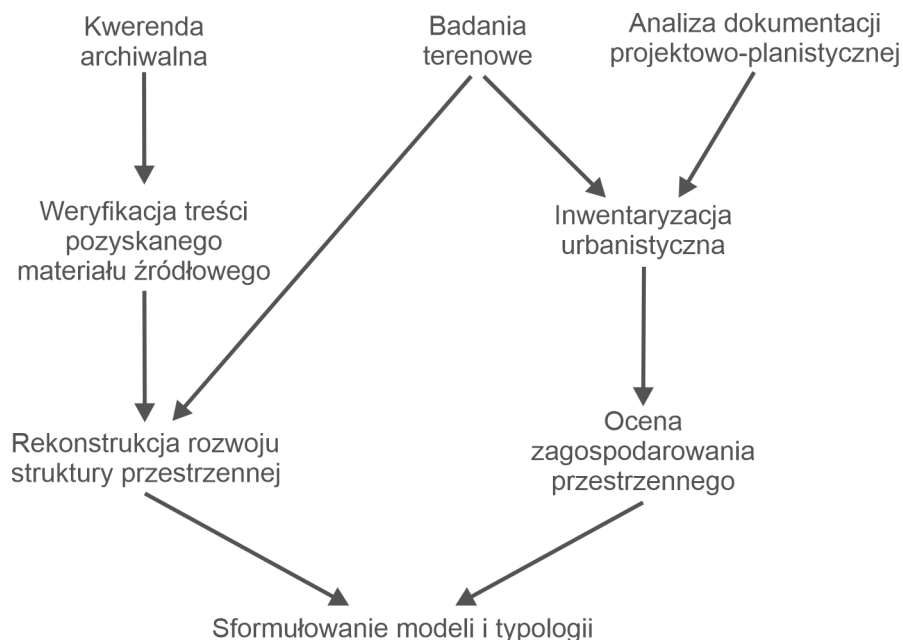 Kwerenda
archiwalna
Badania
terenowe
Analiza dokumentacji
projektowo-planistycznej
Weryfikacja treści
pozyskanego
materiału źródłowego
Inwentaryzacja
urbanistyczna
Rekonstrukcja rozwoju
struktury przestrzennej
Ocena
zagospodarowania
przestrzennego
Sformułowanie modeli i typologii